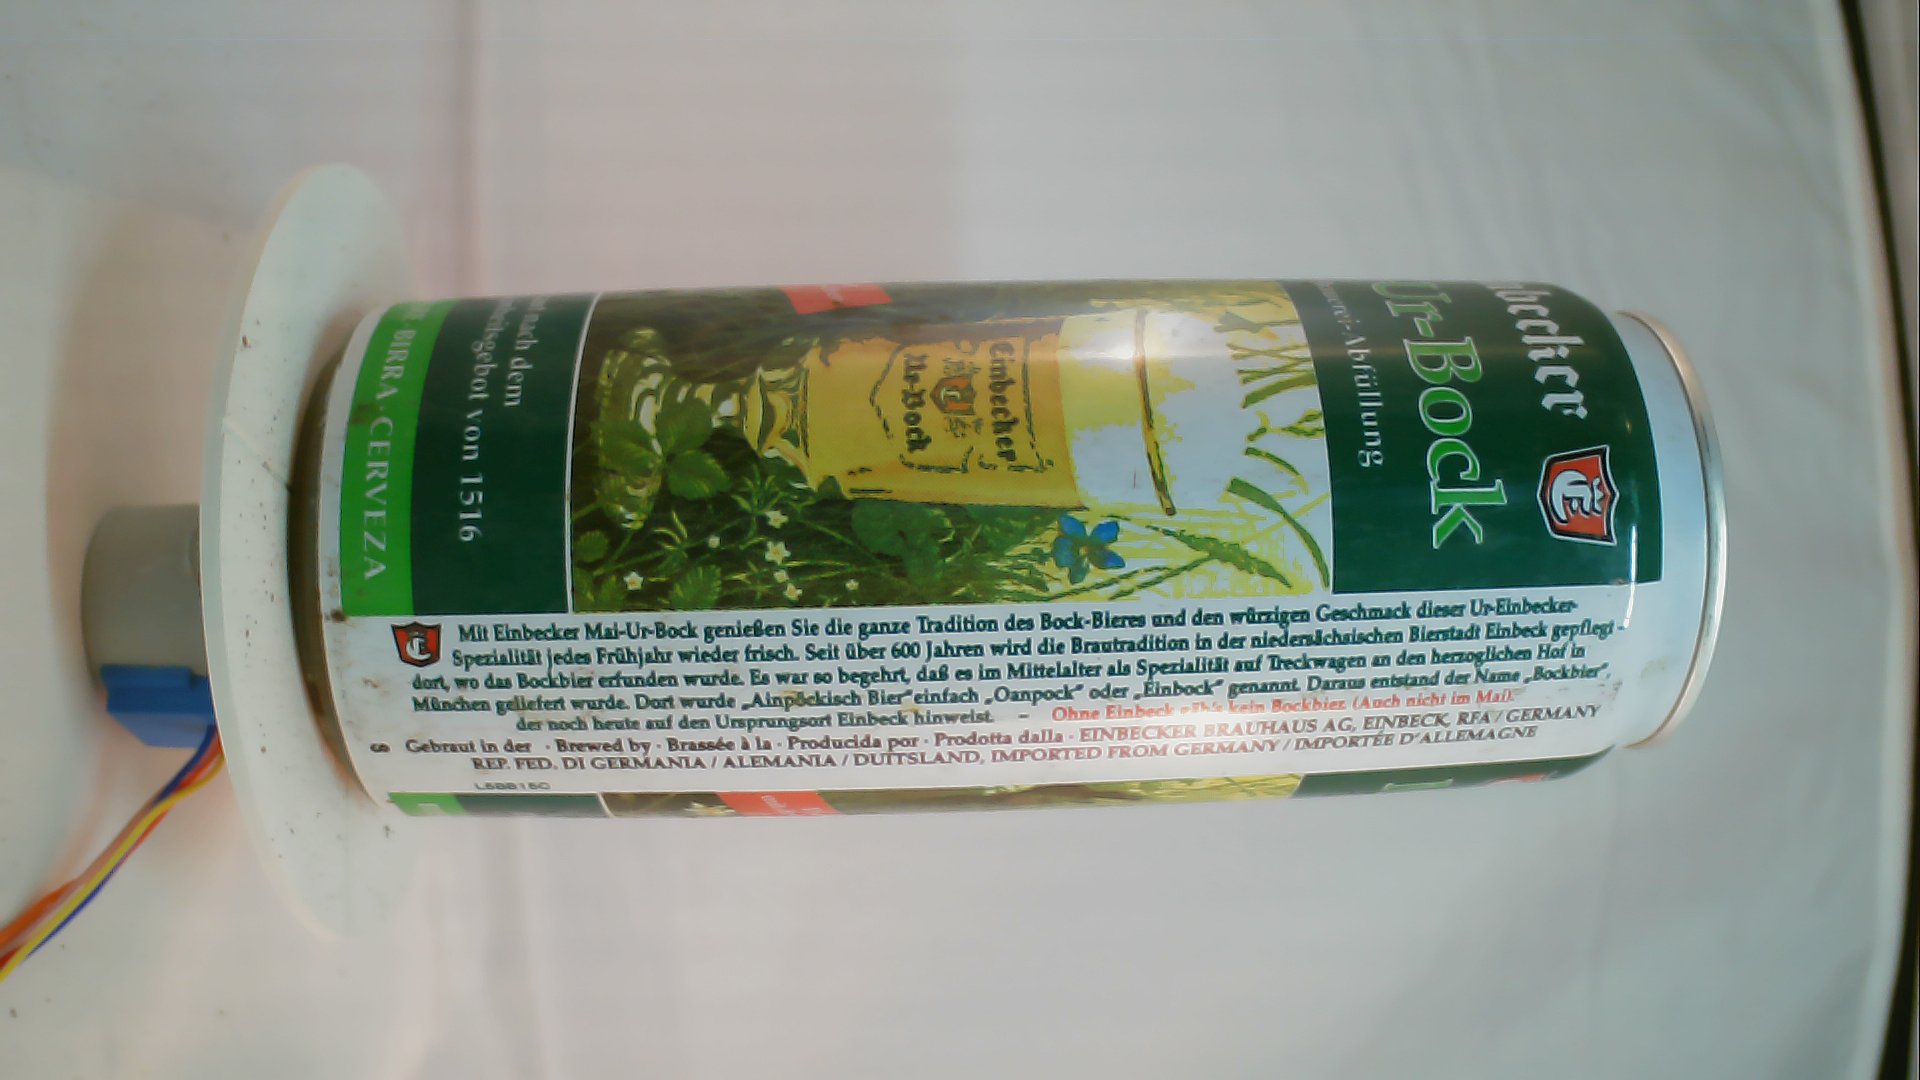 becker
Ur-Bock
Abfüllung
Einbecker
Ur-Bock
nach dem
von 1516
BIRRA · CERVEZA
Mit Einbecker Mai-Ur-Bock genießen Sie die ganze Tradition des Bock-Bieres und den würzigen Geschmack dieser Ur-Einbecker-
Spezialität jedes Frühjahr wieder frisch. Seit über 600 Jahren wird die Brautradition in der niedersächsischen Bierstadt Einbeck gepflegt -
dort, wo das Bockbier erfunden wurde. Es war so begehrt, daß es im Mittelalter als Spezialität auf Treckwagen an den herzoglichen Hof in
München geliefert wurde. Dort wurde „Ainpöckisch Bier“ einfach „Oanpock“ oder „Einbock“ genannt. Daraus entstand der Name „Bockbier“,
der noch heute auf den Ursprungsort Einbeck hinweist. – Ohne Einbeck gäb's kein Bockbier. (Auch nicht im Mai).
Gebraut in der · Brewed by · Brassée à la · Producida por · Prodotta dalla · EINBECKER BRAUHAUS AG, EINBECK, RFA / GERMANY
REP. FED. DI GERMANIA / ALEMANIA / DUITSLAND, IMPORTED FROM GERMANY / IMPORTÉE D'ALLEMAGNE